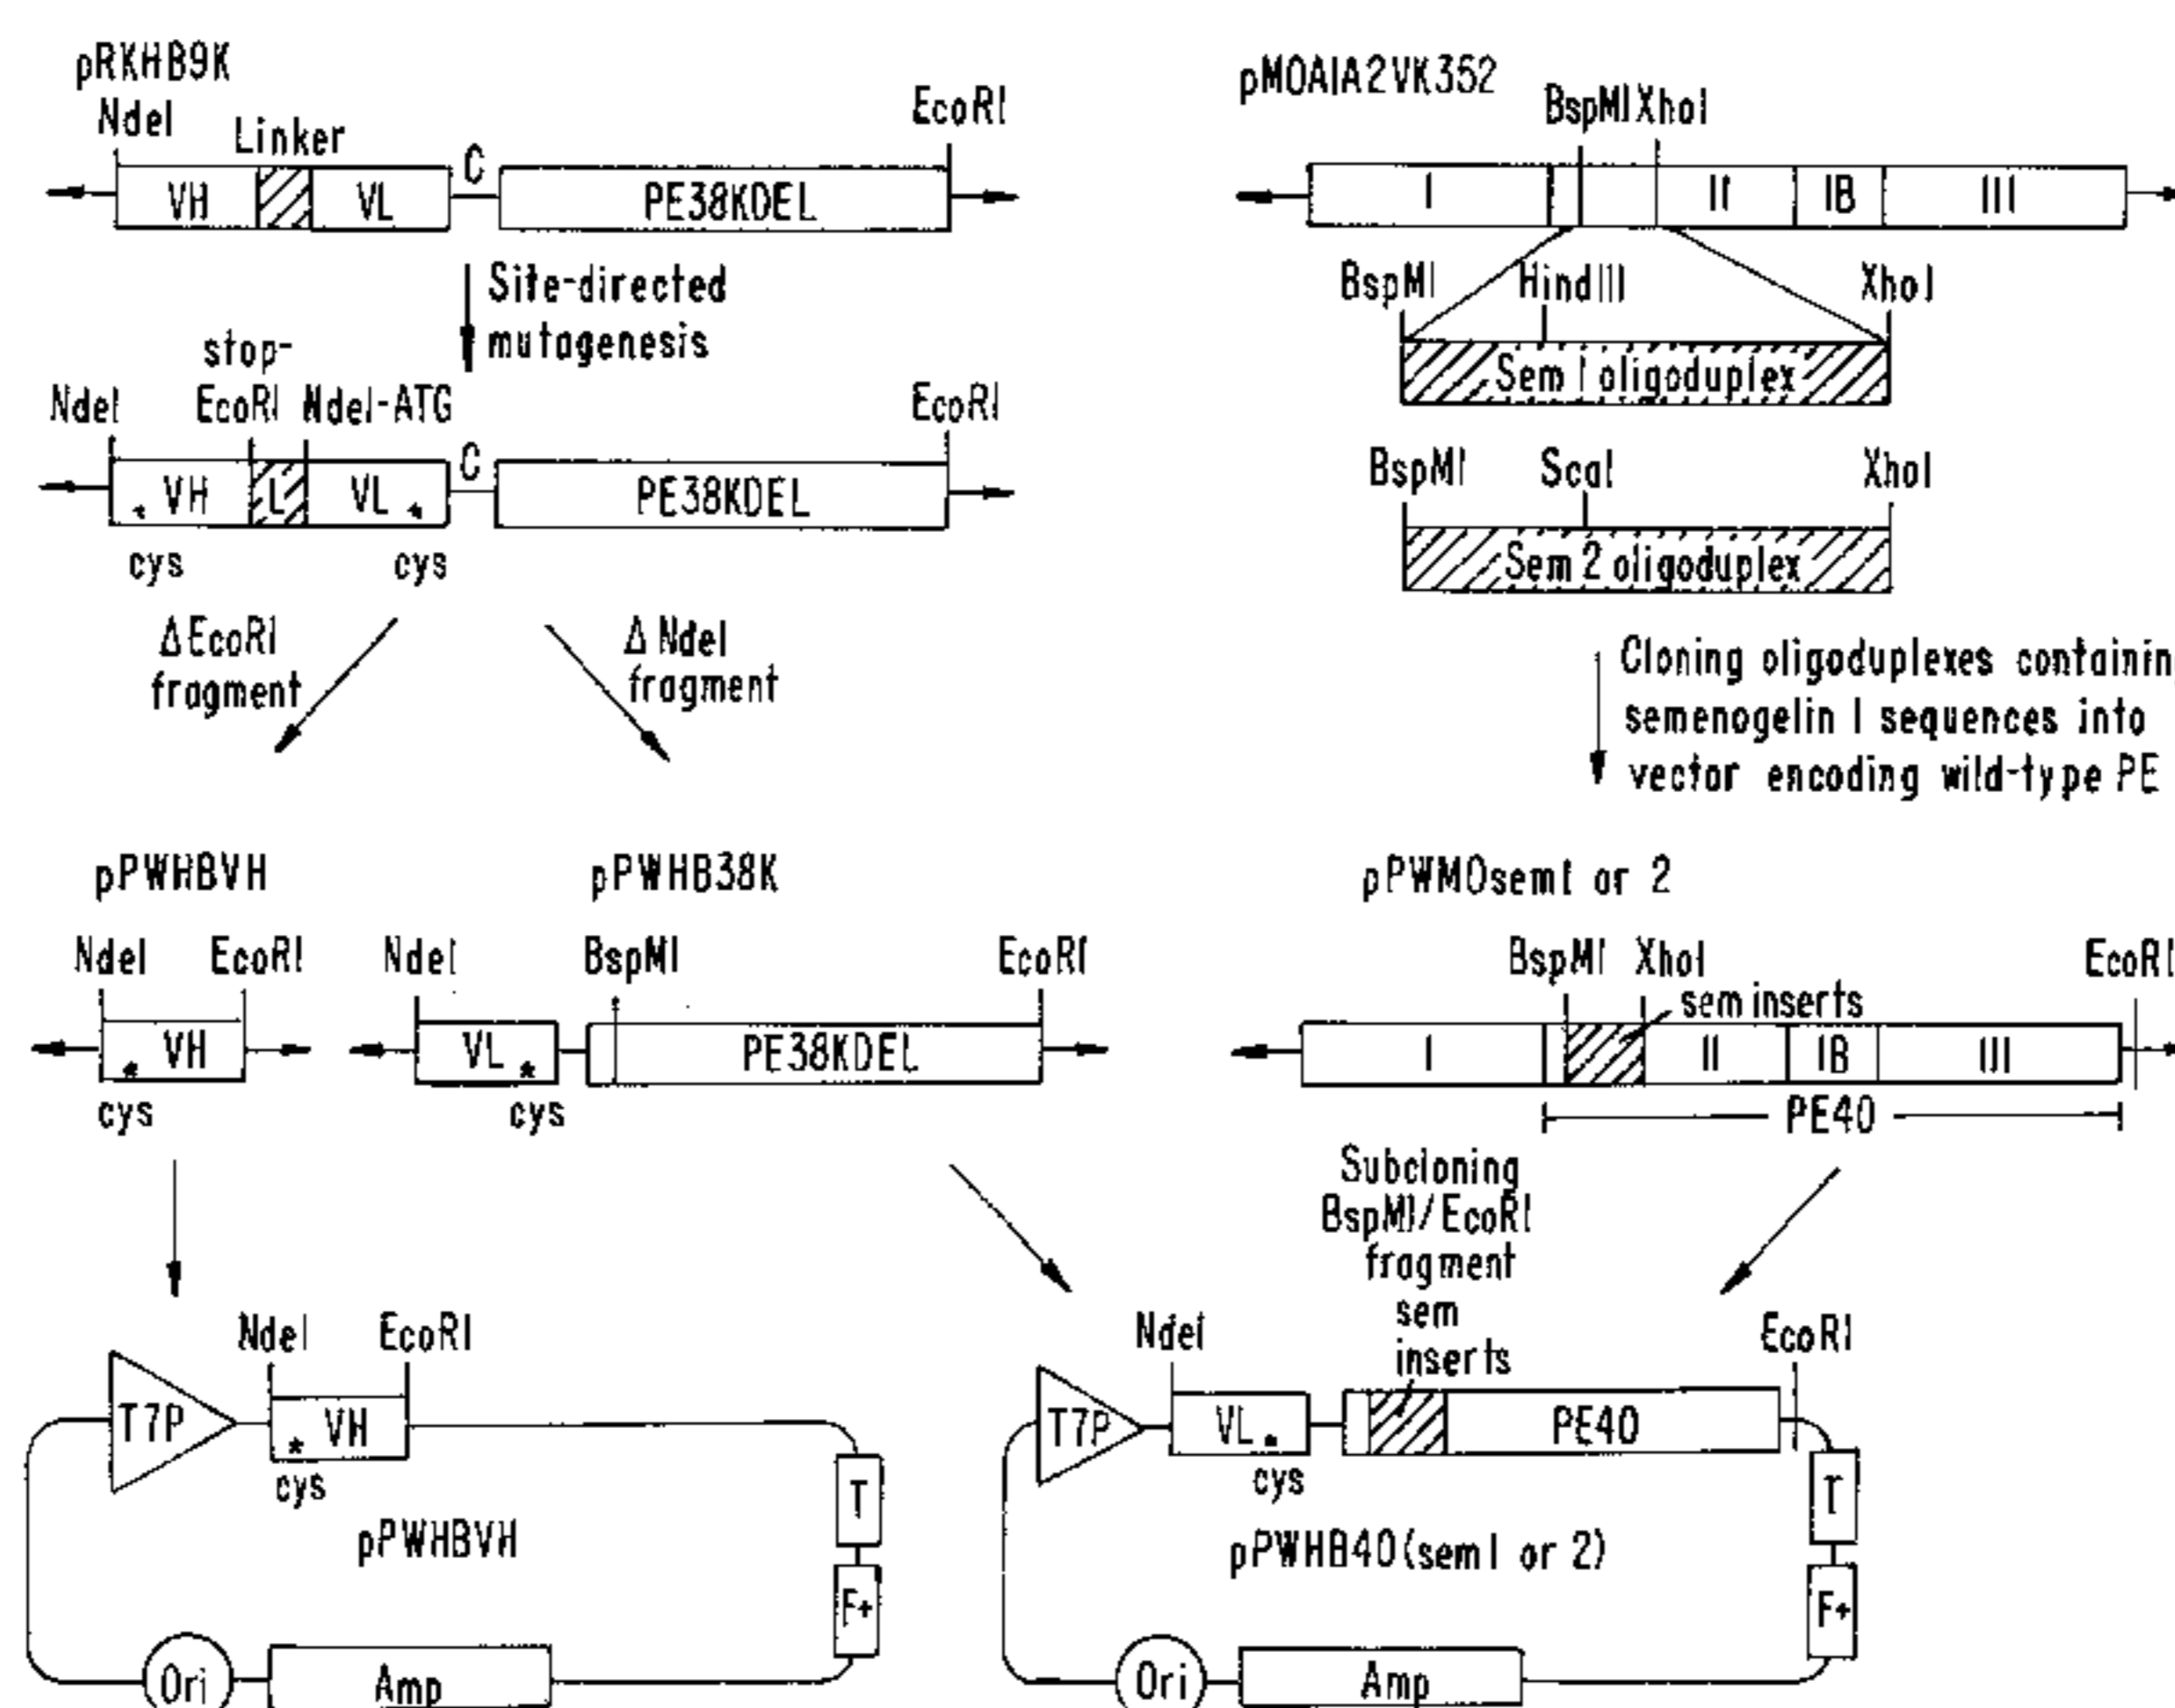 pRKHB9K
NdeI
Linker
C
EcoRI
VH
VL
PE38KDEL
Site-directed
mutagenesis
stop-
NdeI
EcoRI
NdeI-ATG
C
EcoRI
* VH
L
VL *
PE38KDEL
cys
cys
ΔEcoRI
fragment
Δ NdeI
fragment
pMOA1A2VK352
BspMI XhoI
I
II
IB
III
BspMI
HindIII
XhoI
Sem 1 oligoduplex
BspMI
ScaI
XhoI
Sem 2 oligoduplex
Cloning oligoduplexes containing
semenogelin I sequences into
vector encoding wild-type PE
pPWHBVH
NdeI
EcoRI
* VH
cys
pPWHB38K
NdeI
BspMI
EcoRI
VL *
PE38KDEL
cys
pPWMOsem1 or 2
BspMI
XhoI
EcoRI
sem inserts
I
II
IB
III
PE40
Subcloning
BspMI/EcoRI
fragment
NdeI
EcoRI
T7P
* VH
cys
T
pPWHBVH
F+
Ori
Amp
sem
inserts
NdeI
EcoRI
T7P
VL *
PE40
cys
T
pPWHB40(sem1 or 2)
F+
Ori
Amp